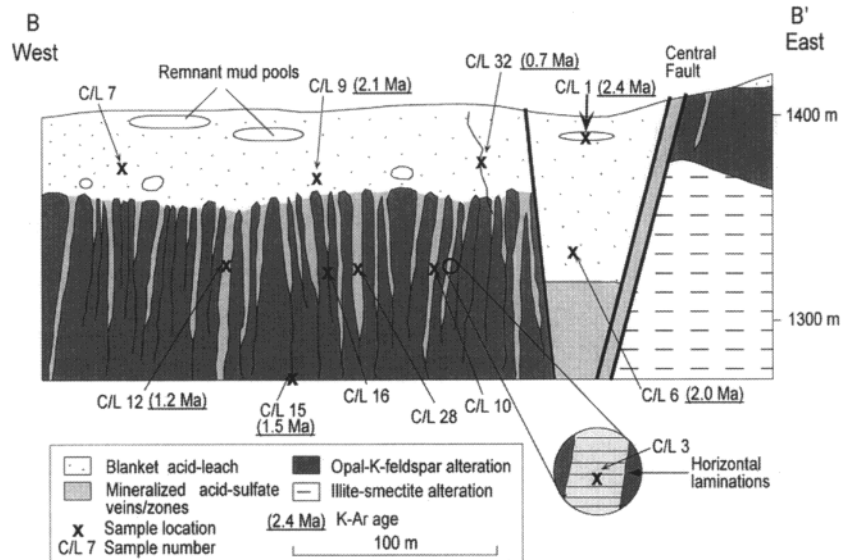 B
West
B'
East
Central
Fault
C/L 7
Remnant mud pools
C/L 9 (2.1 Ma)
C/L 32 (0.7 Ma)
C/L 1 (2.4 Ma)
1400 m
1300 m
C/L 12 (1.2 Ma)
C/L 15
(1.5 Ma)
C/L 16
C/L 28
C/L 10
C/L 6 (2.0 Ma)
C/L 3
Horizontal
laminations
Blanket acid-leach
Opal-K-feldspar alteration
Mineralized acid-sulfate
veins/zones
Illite-smectite alteration
X Sample location
(2.4 Ma) K-Ar age
C/L 7 Sample number
100 m